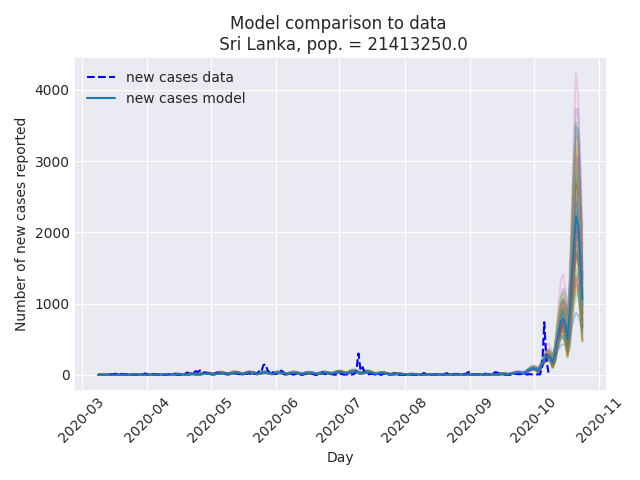 Model comparison to data
Sri Lanka, pop. = 21413250.0
new cases data
new cases model
Number of new cases reported
4000
3000
2000
1000
0
2020-03
2020-04
2020-05
2020-06
2020-07
2020-08
2020-09
2020-10
2020-11
Day